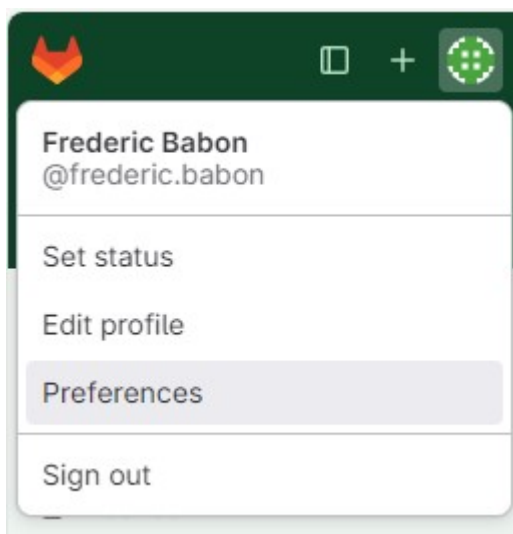 Frederic Babon
@frederic.babon
Set status
Edit profile
Preferences
Sign out